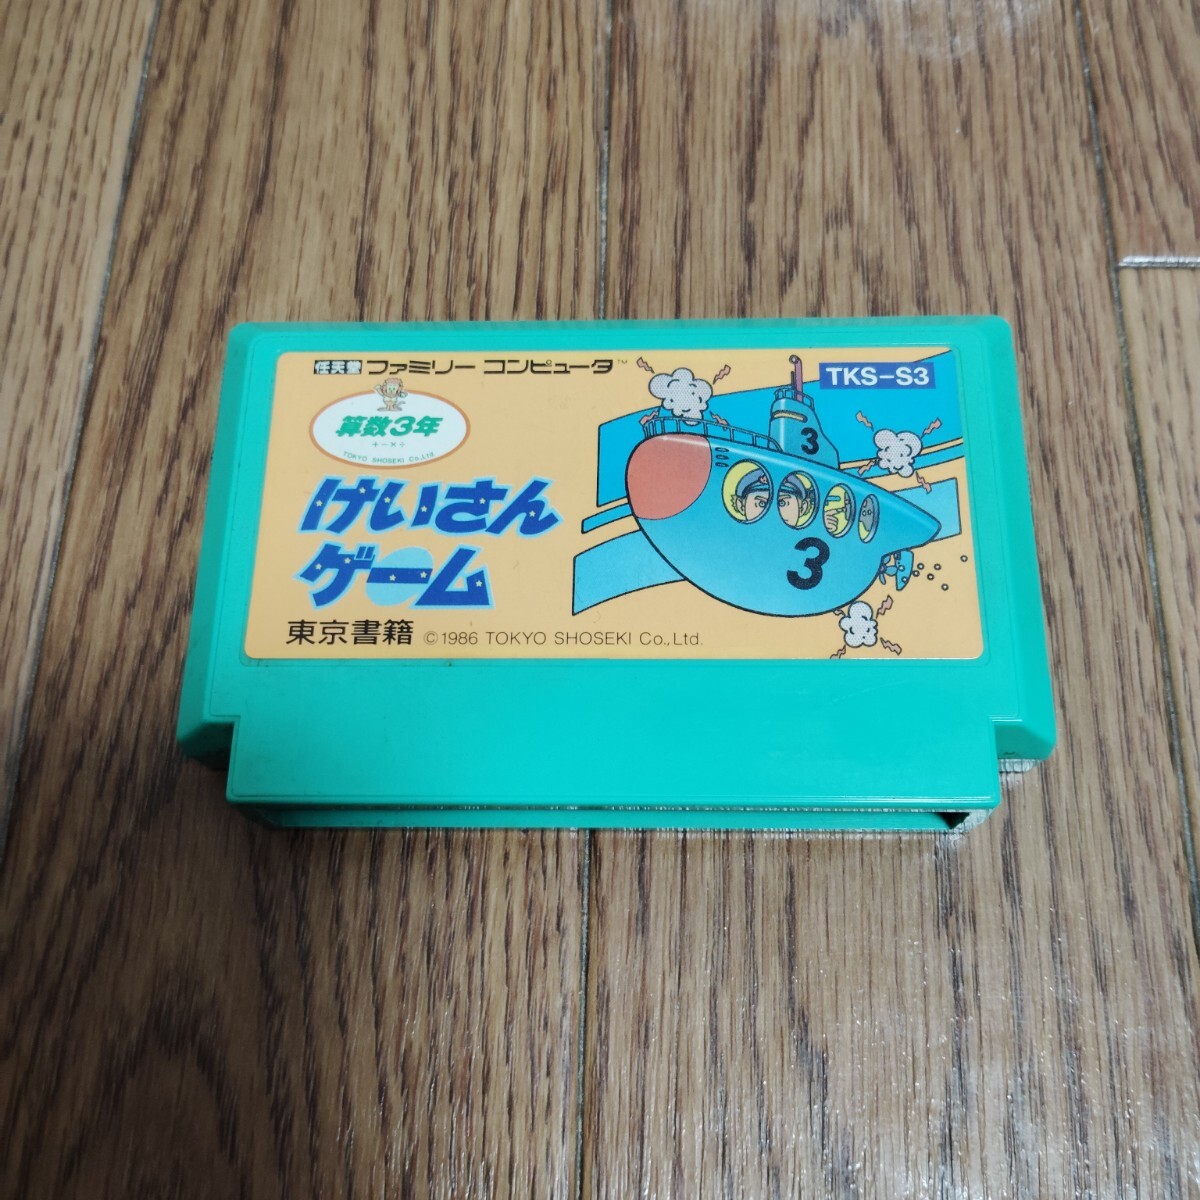 任天堂 ファミリー コンピュータ™
TKS-S3
算数3年
+-×÷
TOKYO SHOSEKI Co.,Ltd.
けいさん
ゲーム
3
3
東京書籍 ©1986 TOKYO SHOSEKI Co.,Ltd.